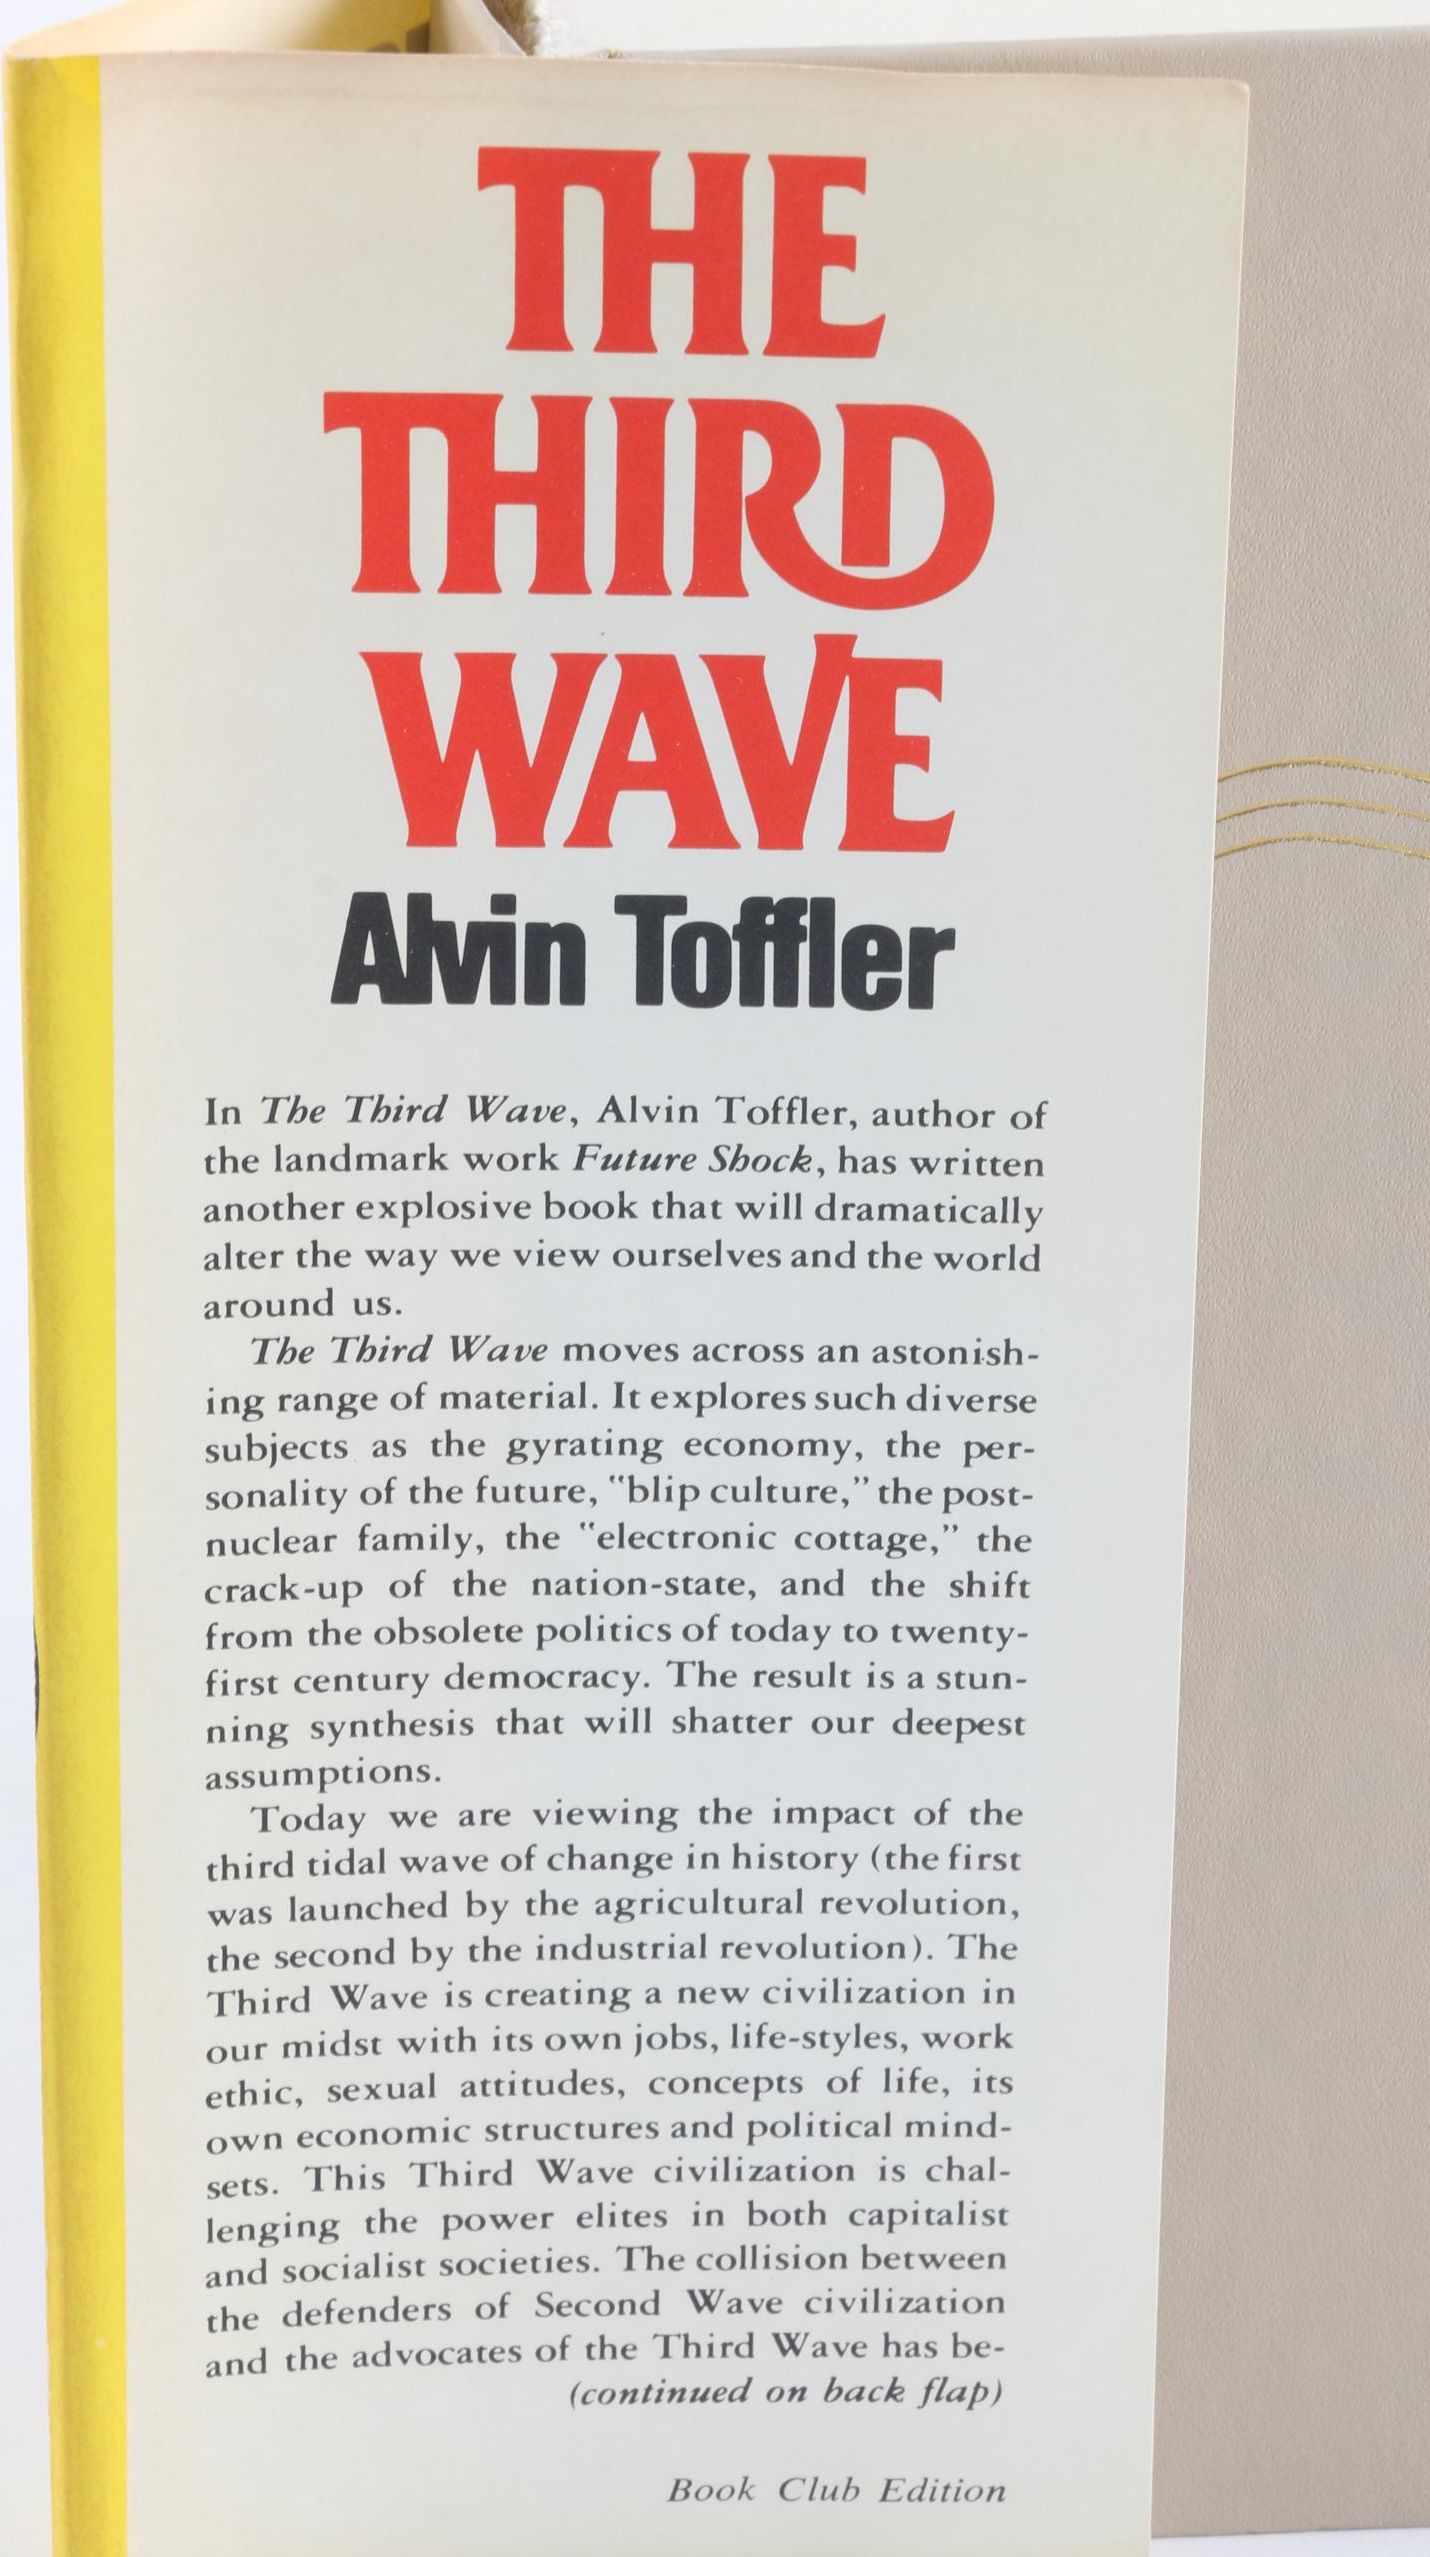 THE
THIRD
WAVE
Alvin Toffler
In The Third Wave, Alvin Toffler, author of
the landmark work Future Shock, has written
another explosive book that will dramatically
alter the way we view ourselves and the world
around us.
The Third Wave moves across an astonish-
ing range of material. It explores such diverse
subjects as the gyrating economy, the per-
sonality of the future, "blip culture," the post-
nuclear family, the "electronic cottage," the
crack-up of the nation-state, and the shift
from the obsolete politics of today to twenty-
first century democracy. The result is a stun-
ning synthesis that will shatter our deepest
assumptions.
Today we are viewing the impact of the
third tidal wave of change in history (the first
was launched by the agricultural revolution,
the second by the industrial revolution). The
Third Wave is creating a new civilization in
our midst with its own jobs, life-styles, work
ethic, sexual attitudes, concepts of life, its
own economic structures and political mind-
sets. This Third Wave civilization is chal-
lenging the power elites in both capitalist
and socialist societies. The collision between
the defenders of Second Wave civilization
and the advocates of the Third Wave has be-
(continued on back flap)
Book Club Edition